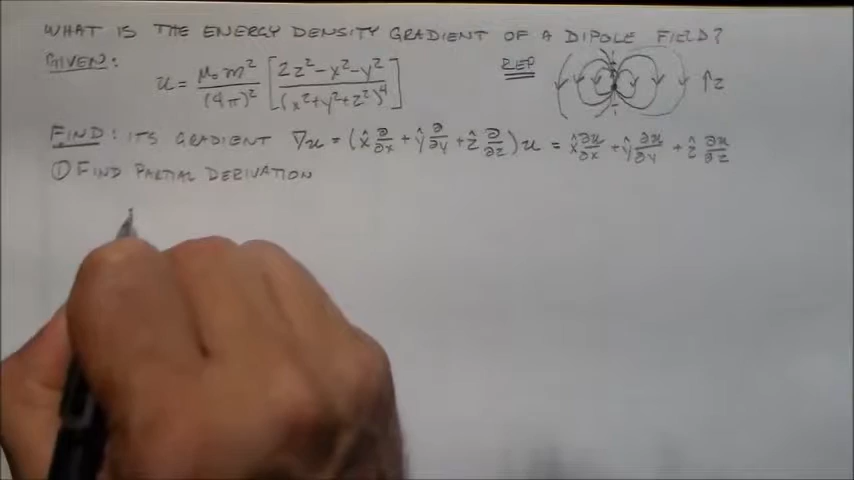 WHAT IS THE ENERGY DENSITY GRADIENT OF A DIPOLE FIELD?
GIVEN: u = μ₀m²/(4π)² [2z²-x²-y²/(x²+y²+z²)⁴] REP ↑z
FIND: ITS GRADIENT ∇u = (x̂ ∂/∂x + ŷ ∂/∂y + ẑ ∂/∂z)u = x̂ ∂u/∂x + ŷ ∂u/∂y + ẑ ∂u/∂z
① FIND PARTIAL DERIVATION